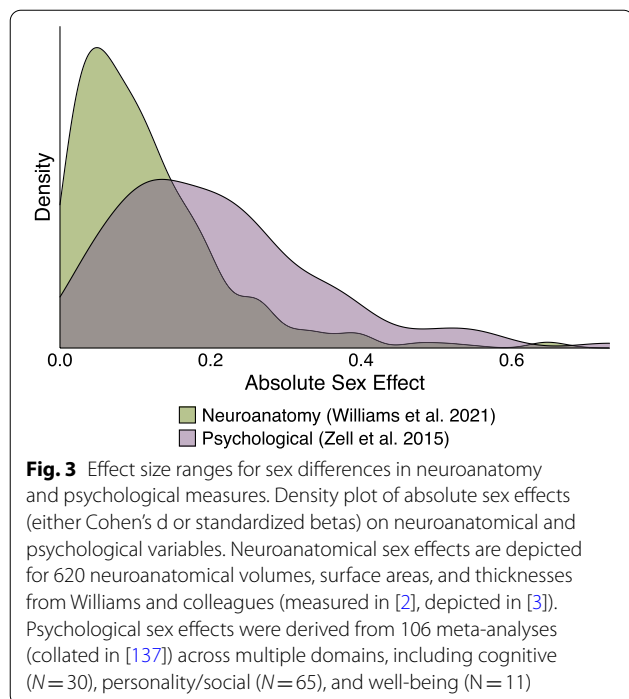 Density
0.0
0.2
0.4
0.6
Absolute Sex Effect
Neuroanatomy (Williams et al. 2021)
Psychological (Zell et al. 2015)
Fig. 3 Effect size ranges for sex differences in neuroanatomy
and psychological measures. Density plot of absolute sex effects
(either Cohen's d or standardized betas) on neuroanatomical and
psychological variables. Neuroanatomical sex effects are depicted
for 620 neuroanatomical volumes, surface areas, and thicknesses
from Williams and colleagues (measured in [2], depicted in [3]).
Psychological sex effects were derived from 106 meta-analyses
(collated in [137]) across multiple domains, including cognitive
(N = 30), personality/social (N = 65), and well-being (N = 11)